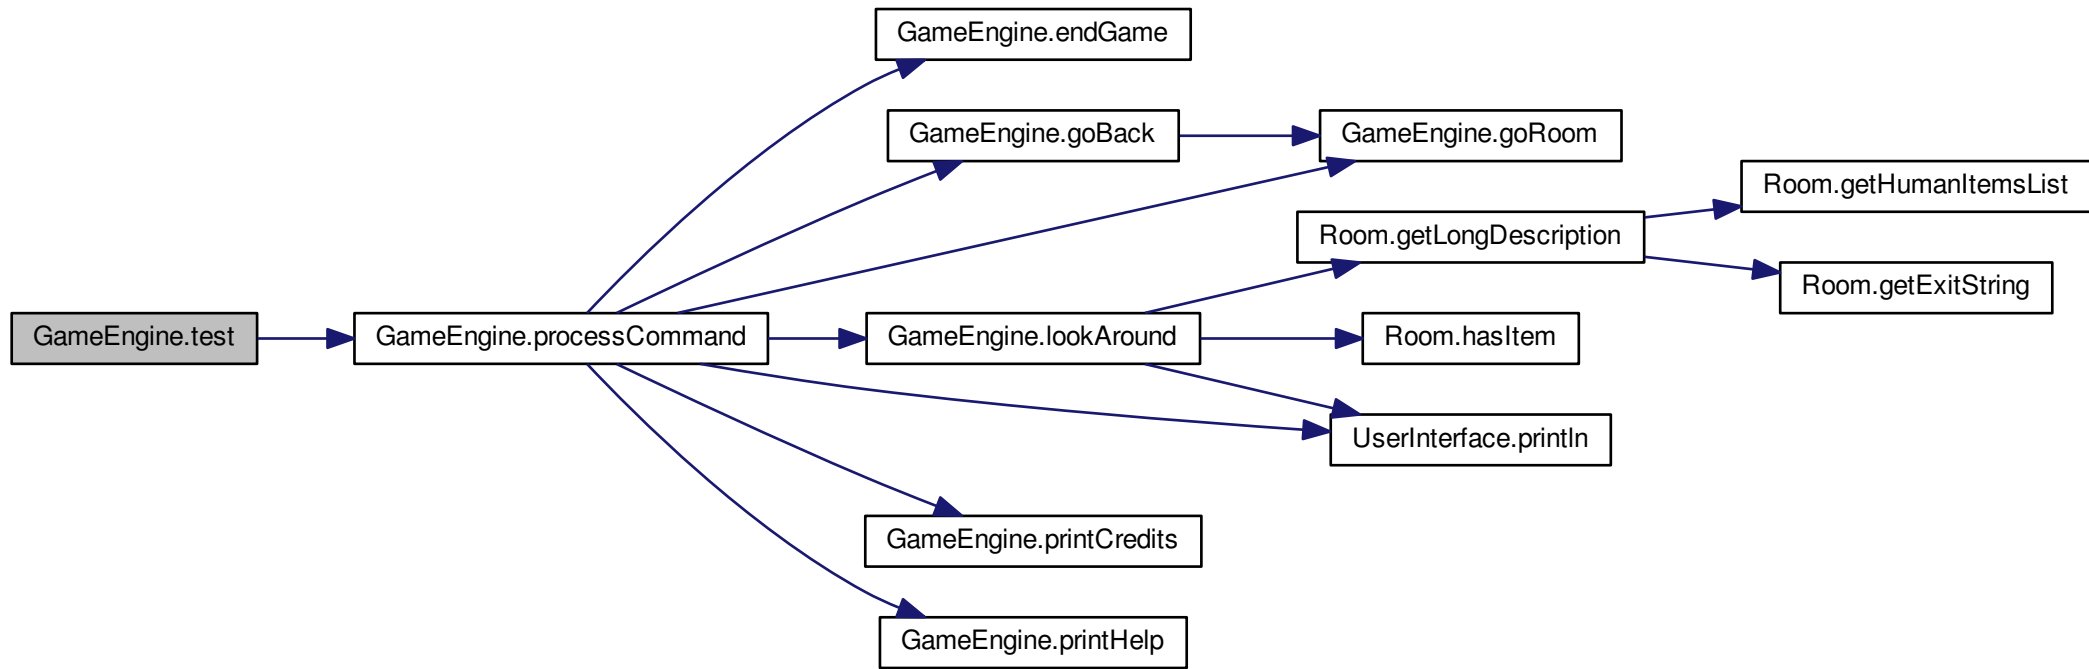 GameEngine.endGame
GameEngine.goBack
GameEngine.goRoom
Room.getHumanItemsList
Room.getLongDescription
Room.getExitString
GameEngine.test
GameEngine.processCommand
GameEngine.lookAround
Room.hasItem
UserInterface.println
GameEngine.printCredits
GameEngine.printHelp